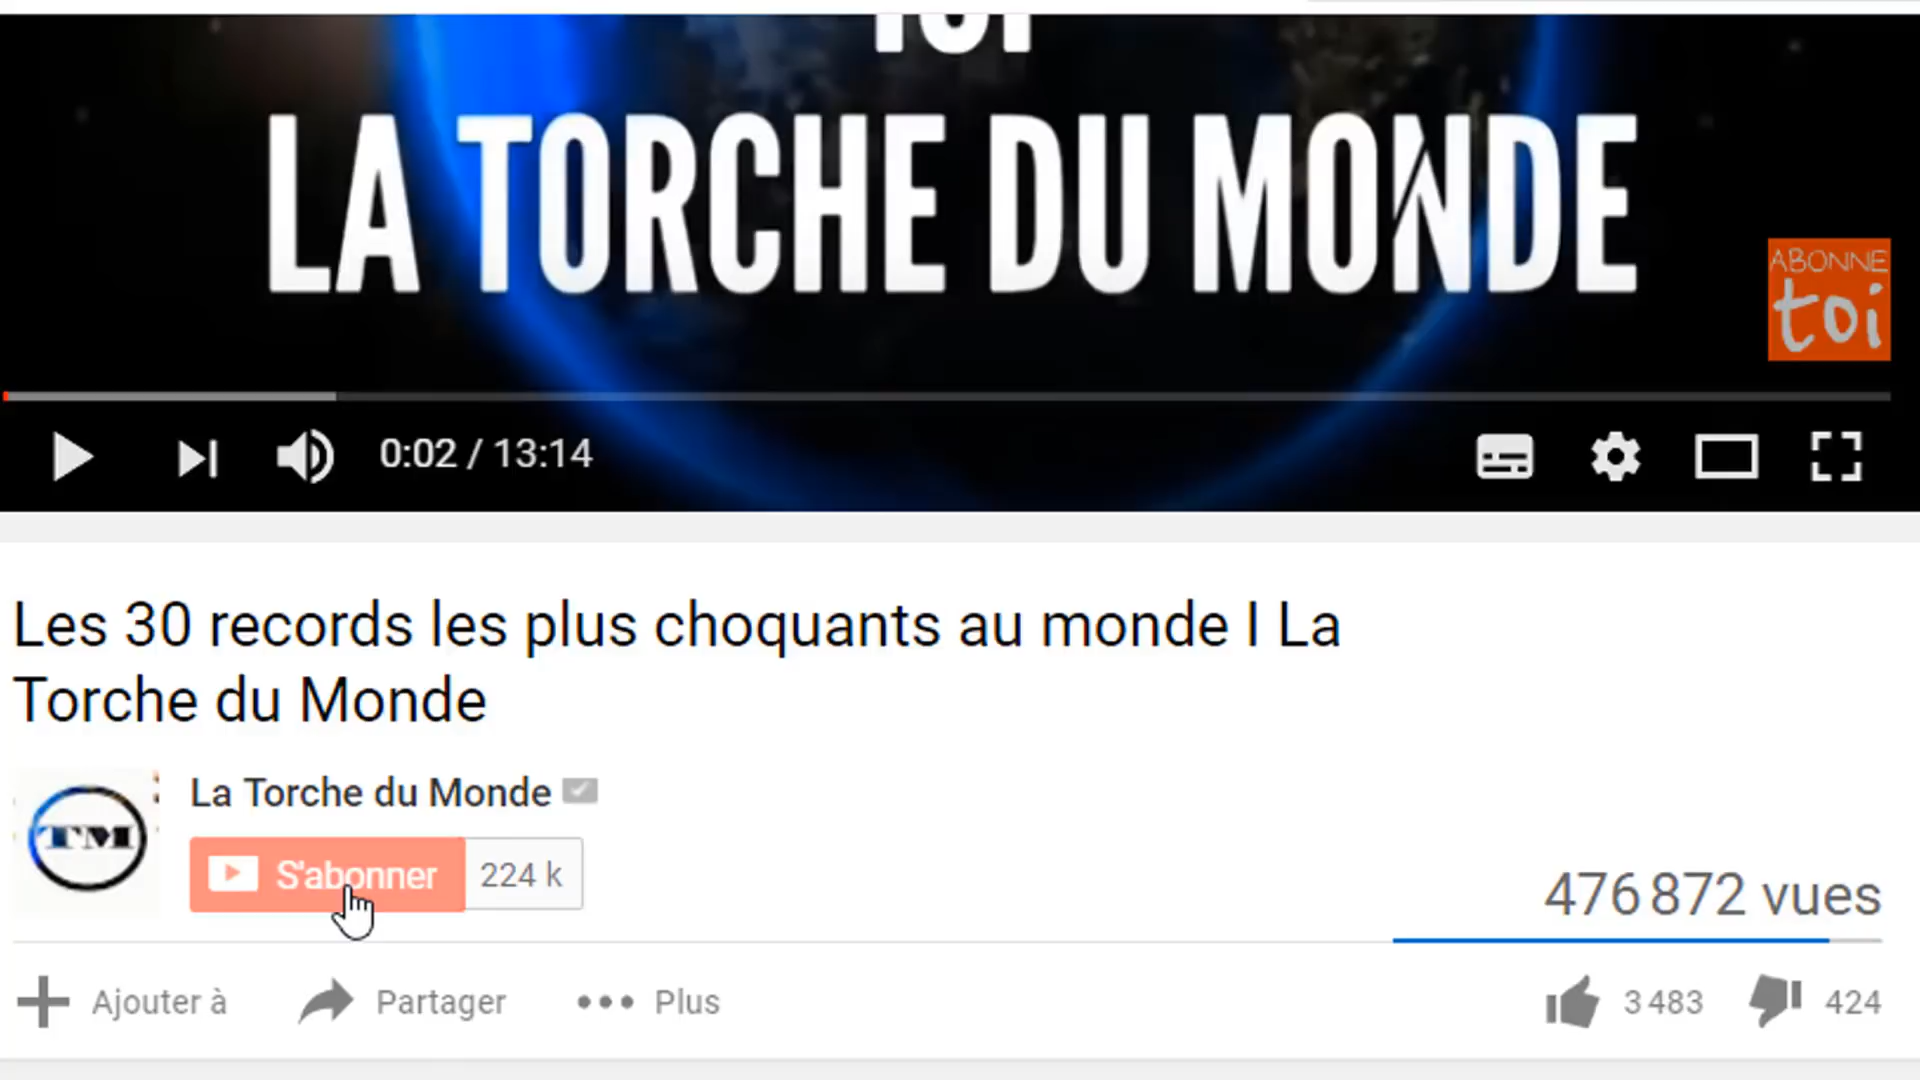 LA TORCHE DU MONDE
ABONNE
toi
0:02 / 13:14
Les 30 records les plus choquants au monde I La
Torche du Monde
La Torche du Monde
TM
S'abonner
224 k
476 872 vues
Ajouter à
Partager
Plus
3 483
424